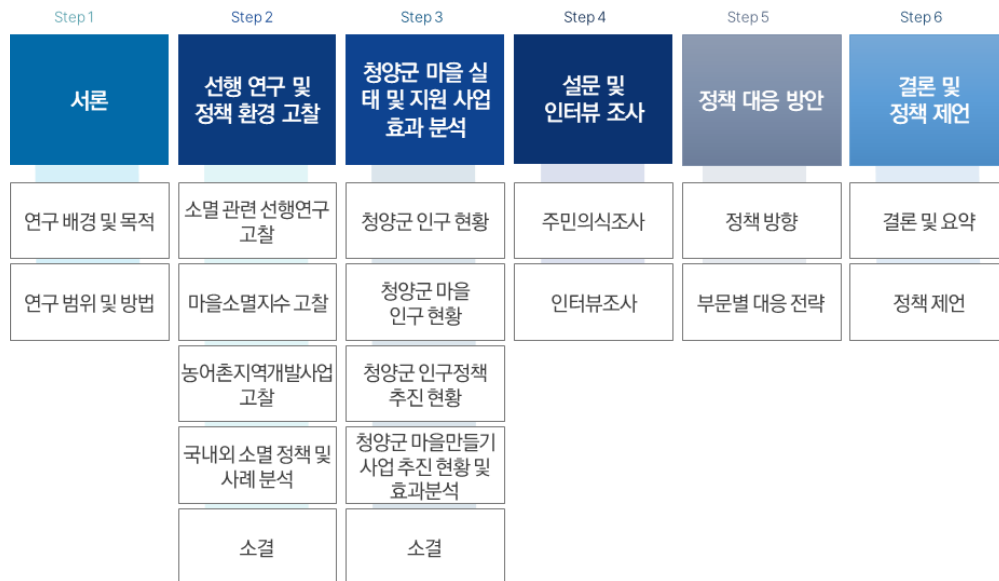 Step 1
서론
연구 배경 및 목적
연구 범위 및 방법
Step 2
선행 연구 및
정책 환경 고찰
소멸 관련 선행연구
고찰
마을소멸지수 고찰
농어촌지역개발사업
고찰
국내외 소멸 정책 및
사례 분석
소결
Step 3
청양군 마을 실
태 및 지원 사업
효과 분석
청양군 인구 현황
청양군 마을
인구 현황
청양군 인구정책
추진 현황
청양군 마을만들기
사업 추진 현황 및
효과분석
소결
Step 4
설문 및
인터뷰 조사
주민의식조사
인터뷰조사
Step 5
정책 대응 방안
정책 방향
부문별 대응 전략
Step 6
결론 및
정책 제언
결론 및 요약
정책 제언